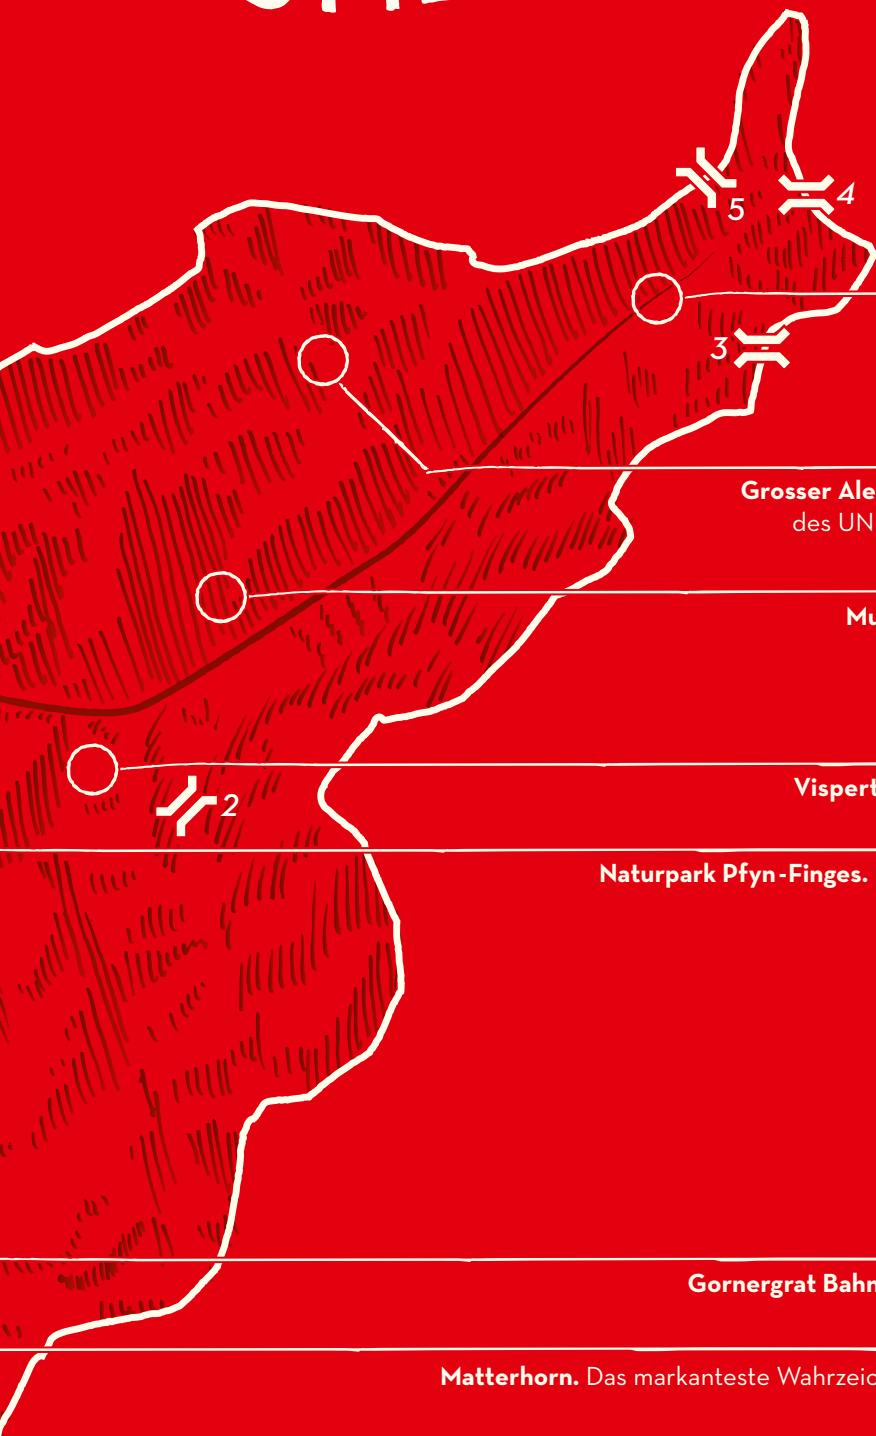 5
4
3
Grosser Ale
des UN
Mu
Vispert
2
Naturpark Pfyn-Finges.
Gornergrat Bahn
Matterhorn. Das markanteste Wahrzeic